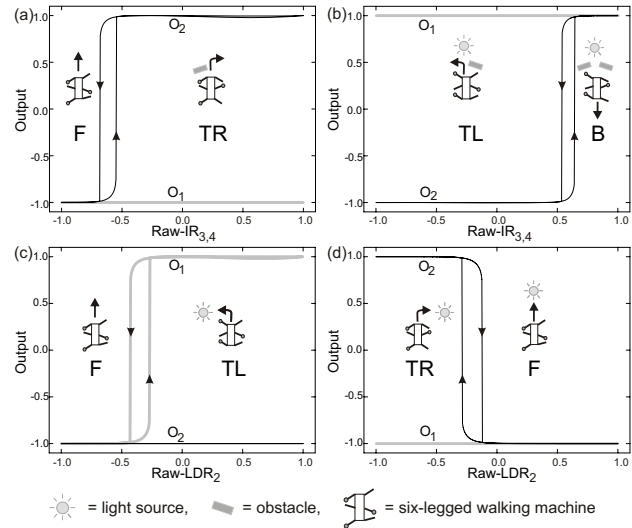 (a)
1.0
0.5
0.0
-0.5
-1.0
Output
O2
F
TR
O1
-1.0 -0.5 0.0 0.5 1.0
Raw-IR3,4
(b)
1.0
0.5
0.0
-0.5
-1.0
Output
O1
TL
B
O2
-1.0 -0.5 0.0 0.5 1.0
Raw-IR3,4
(c)
1.0
0.5
0.0
-0.5
-1.0
Output
O1
F
TL
O2
-1.0 -0.5 0.0 0.5 1.0
Raw-LDR2
(d)
1.0
0.5
0.0
-0.5
-1.0
Output
O2
TR
F
O1
-1.0 -0.5 0.0 0.5 1.0
Raw-LDR2
= light source, = obstacle, = six-legged walking machine